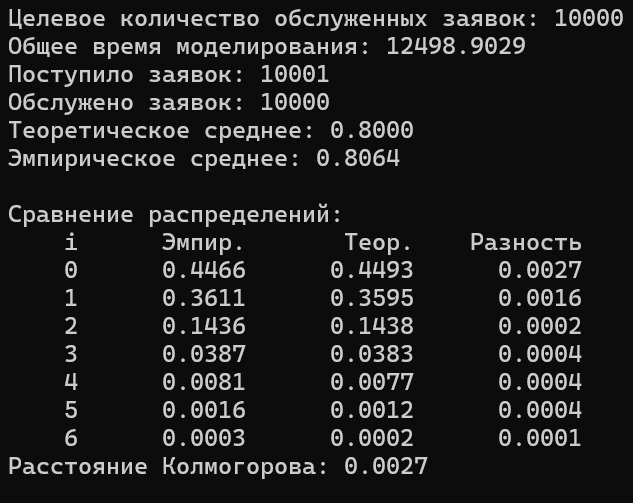 Целевое количество обслуженных заявок: 10000
Общее время моделирования: 12498.9029
Поступило заявок: 10001
Обслужено заявок: 10000
Теоретическое среднее: 0.8000
Эмпирическое среднее: 0.8064
Сравнение распределений:
i Эмпир. Теор. Разность
0 0.4466 0.4493 0.0027
1 0.3611 0.3595 0.0016
2 0.1436 0.1438 0.0002
3 0.0387 0.0383 0.0004
4 0.0081 0.0077 0.0004
5 0.0016 0.0012 0.0004
6 0.0003 0.0002 0.0001
Расстояние Колмогорова: 0.0027